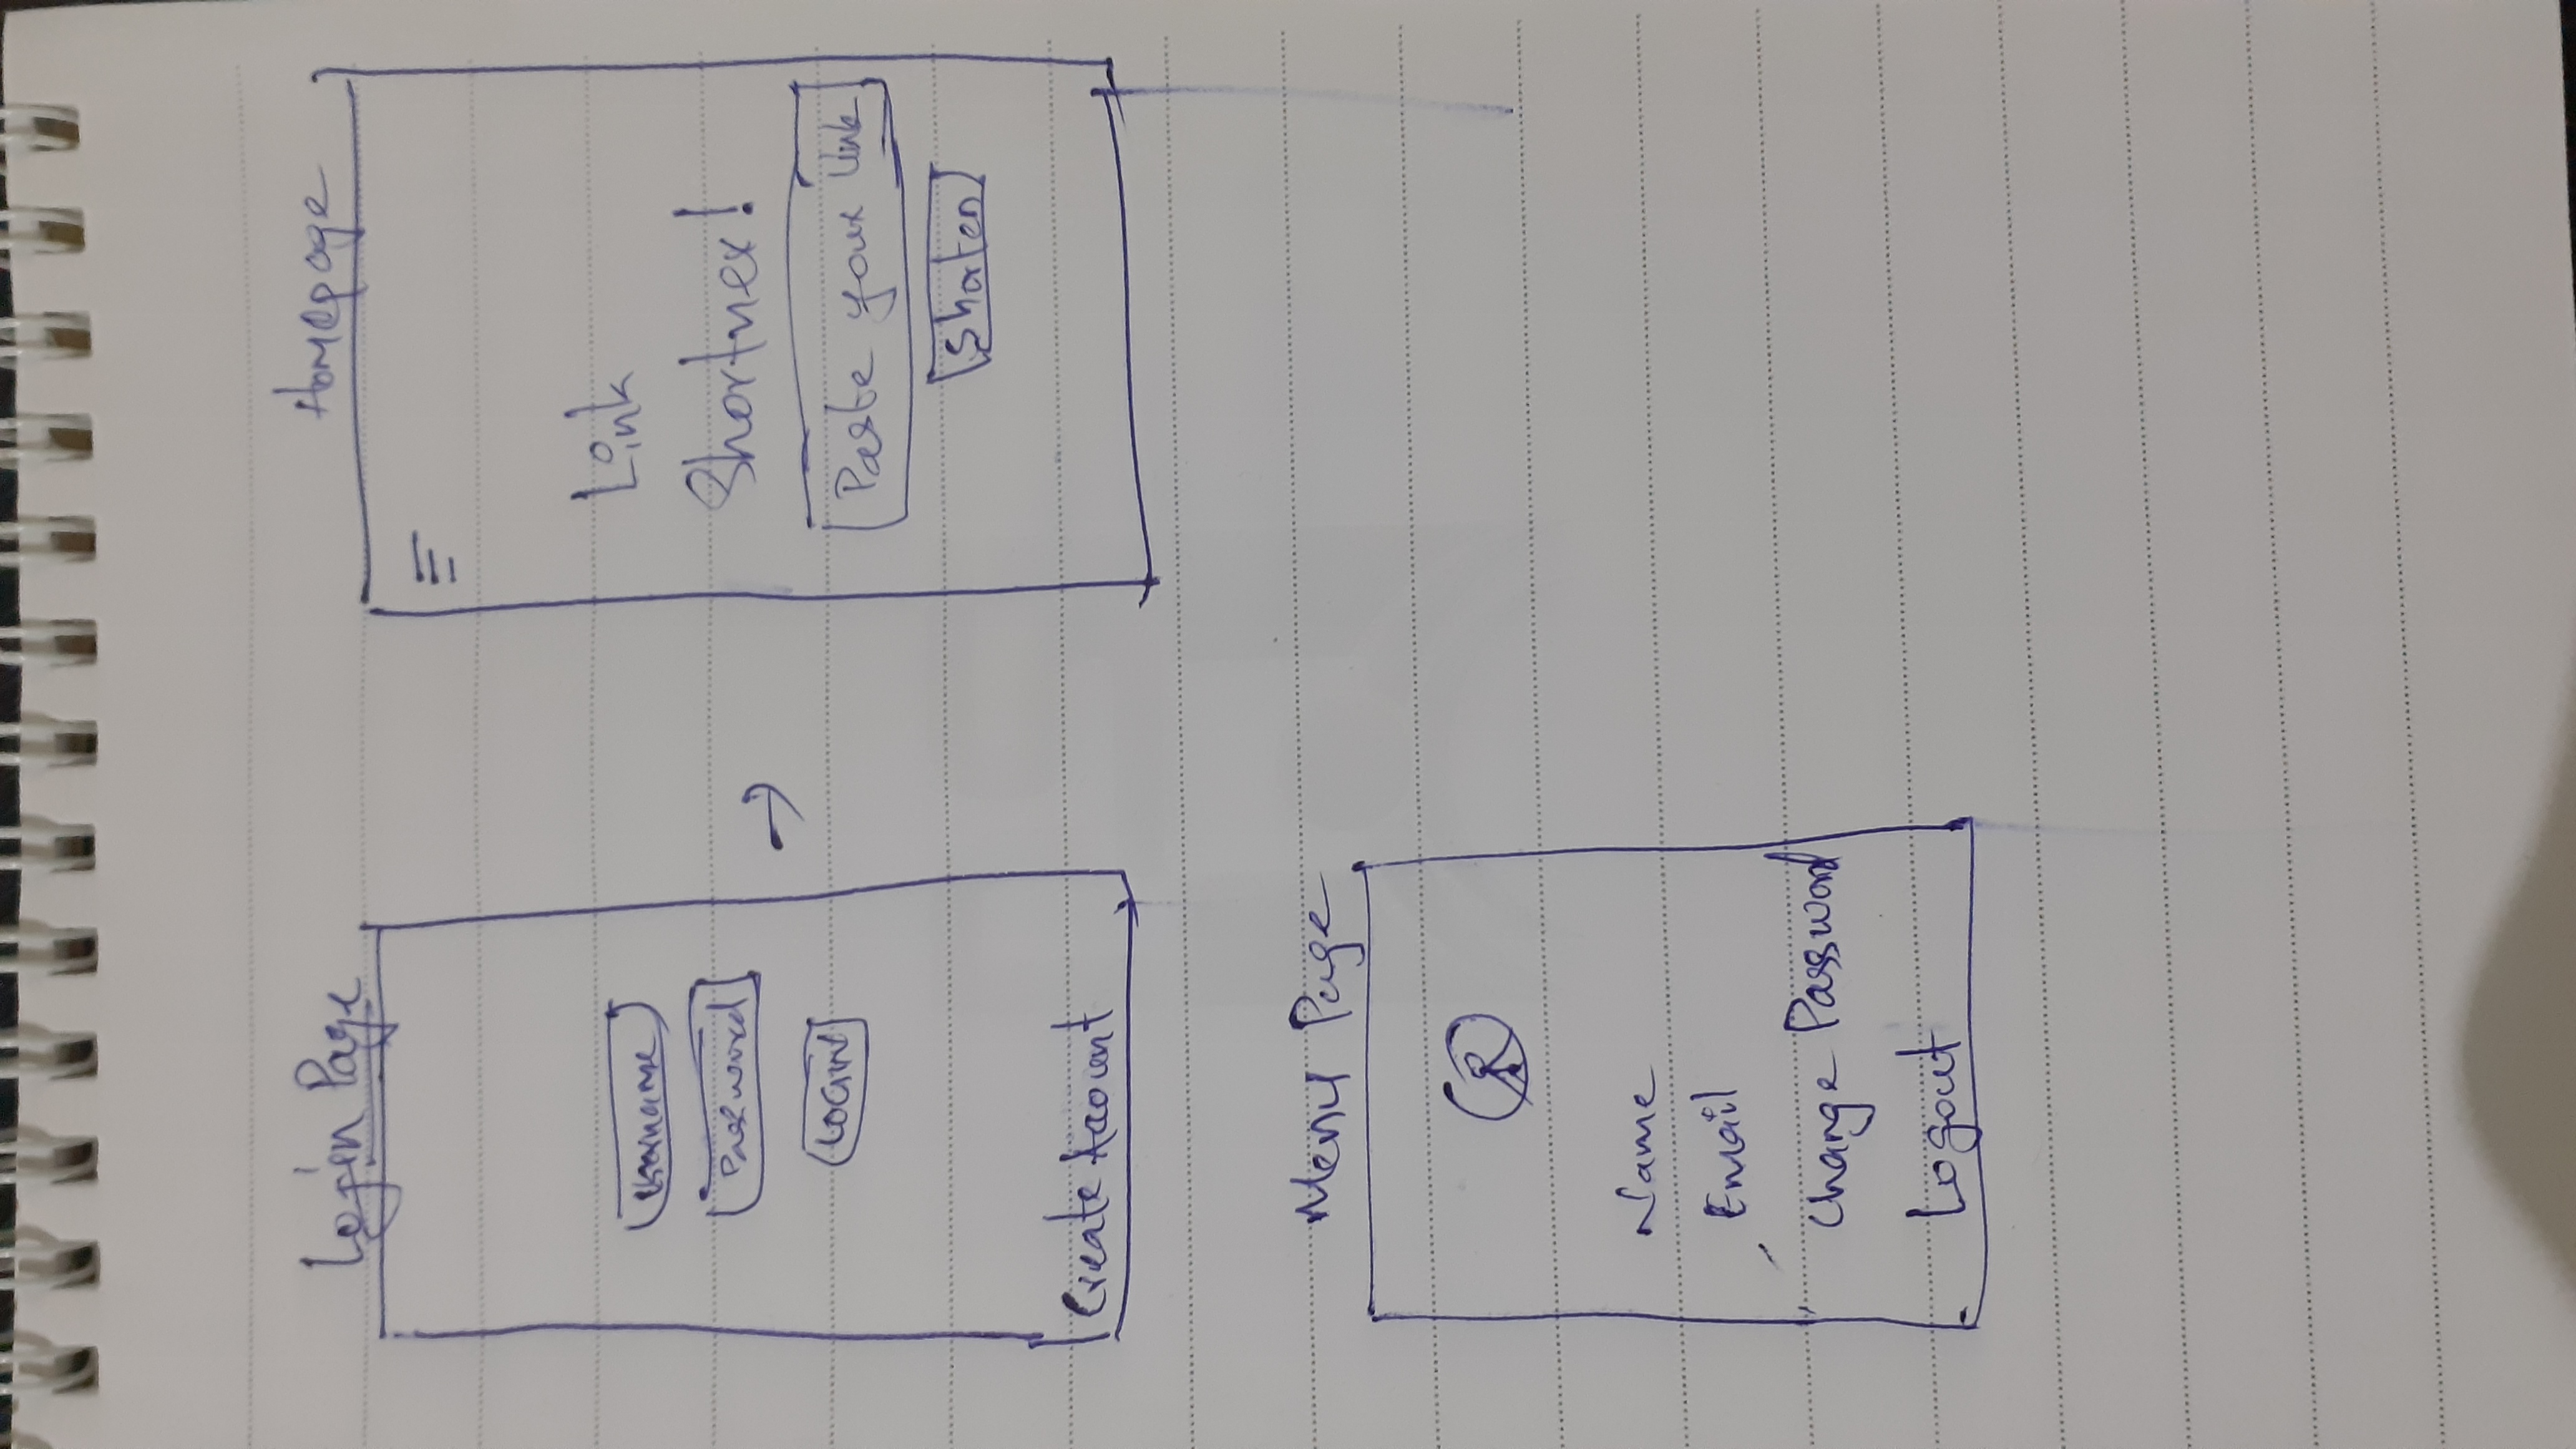 Login Page
Username
Password
LOGIN
Create Account
Homepage
Link
Shortner!
Paste your link
Shorten
Menu Page
Name
Email
Change Password
Logout